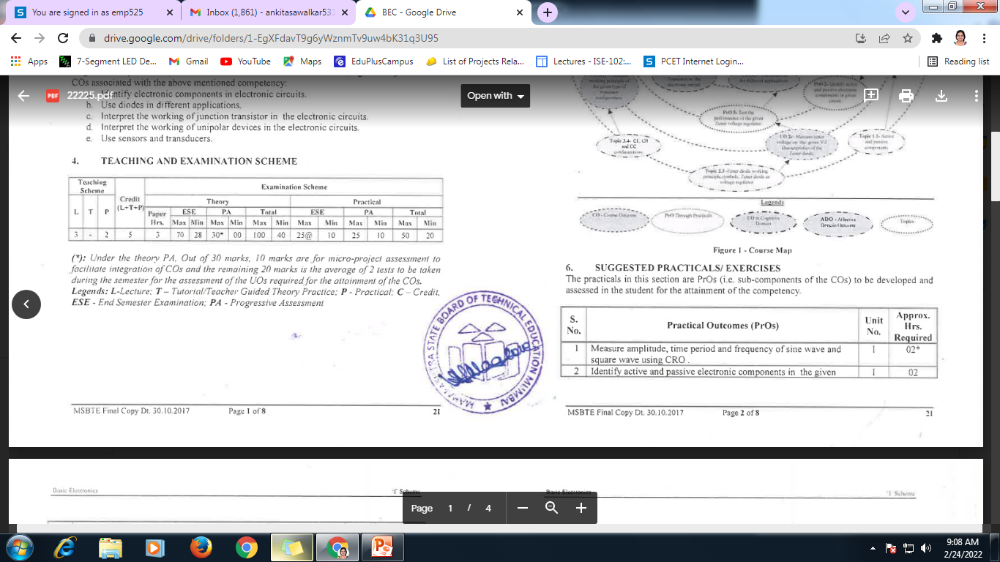 You are signed in as emp525
Inbox (1,861) - ankitasawalkar531
BEC - Google Drive
drive.google.com/drive/folders/1-EgXFdavT9g6yWznmTv9uw4bK31q3U95
Apps
7-Segment LED De...
Gmail
YouTube
Maps
EduPlusCampus
List of Projects Rela...
Lectures - ISE-102:...
PCET Internet Login...
Reading list
22225.pdf
Open with
COs associated with the above mentioned competency:
entify electronic components in electronic circuits.
b. Use diodes in different applications.
c. Interpret the working of junction transistor in the electronic circuits.
d. Interpret the working of unipolar devices in the electronic circuits.
e. Use sensors and transducers.
4. TEACHING AND EXAMINATION SCHEME
Teaching Scheme
Credit (L+T+P)
Examination Scheme
Theory Practical
L T P
Paper Hrs.
ESE PA Total ESE PA Total
Max Min Max Min Max Min Max Min Max Min Max Min
3 - 2 5 3 70 28 30* 00 100 40 25@ 10 25 10 50 20
(*): Under the theory PA, Out of 30 marks, 10 marks are for micro-project assessment to
facilitate integration of COs and the remaining 20 marks is the average of 2 tests to be taken
during the semester for the assessment of the UOs required for the attainment of the COs.
Legends: L-Lecture; T – Tutorial/Teacher Guided Theory Practice; P - Practical; C – Credit,
ESE - End Semester Examination; PA - Progressive Assessment
MAHARASHTRA STATE BOARD OF TECHNICAL EDUCATION MUMBAI
MSBTE Final Copy Dt. 30.10.2017 Page 1 of 8 21
working principle of
the given type of
transistor
configuration.
for different applications.
PrO 2- Identify active
and passive electronic
components in given
circuit
PrO 5- Test the
performance of the given
Zener voltage regulator
Topic 3.4- CE, CB
and CC
configurations
UO 2c- Measure zener
voltage on the given V-I
characteristics of the
Zener diode.
Topic 1.1- Active
and passive
components
Topic 2.3 -Zener diode working
principle, symbols, Zener diode as
voltage regulator
Legends
CO - Course Outcome
PrO Through Practicals
UO in Cognitive
Domain
ADO - Affective
Domain Outcome
Topics
Figure 1 - Course Map
6. SUGGESTED PRACTICALS/ EXERCISES
The practicals in this section are PrOs (i.e. sub-components of the COs) to be developed and
assessed in the student for the attainment of the competency.
S. No.
Practical Outcomes (PrOs)
Unit No.
Approx. Hrs. Required
1 Measure amplitude, time period and frequency of sine wave and 1 02*
square wave using CRO .
2 Identify active and passive electronic components in the given 1 02
MSBTE Final Copy Dt. 30.10.2017 Page 2 of 8 21
Basic Electronics 'I' Scheme
Basic Electronics 'I' Scheme
Page 1 / 4
9:08 AM
2/24/2022